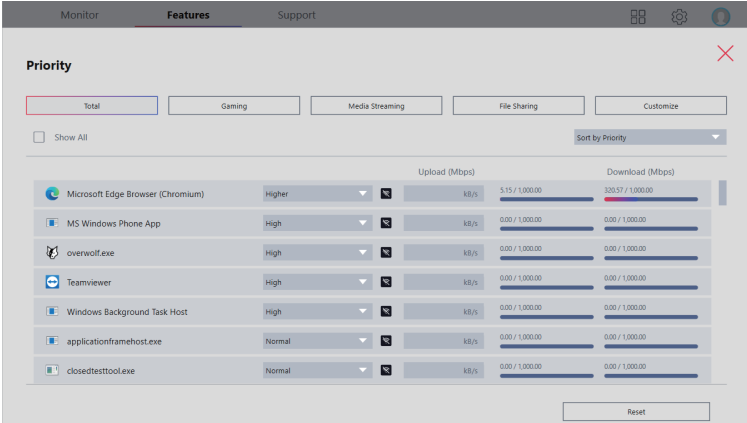 Monitor Features Support
Priority
Total Gaming Media Streaming File Sharing Customize
Show All Sort by Priority
Upload (Mbps) Download (Mbps)
Microsoft Edge Browser (Chromium) Higher kB/s 5.15 / 1,000.00 320.57 / 1,000.00
MS Windows Phone App High kB/s 0.00 / 1,000.00 0.00 / 1,000.00
overwolf.exe High kB/s 0.00 / 1,000.00 0.00 / 1,000.00
Teamviewer High kB/s 0.00 / 1,000.00 0.00 / 1,000.00
Windows Background Task Host High kB/s 0.00 / 1,000.00 0.00 / 1,000.00
applicationframehost.exe Normal kB/s 0.00 / 1,000.00 0.00 / 1,000.00
closedtesttool.exe Normal kB/s 0.00 / 1,000.00 0.00 / 1,000.00
Reset